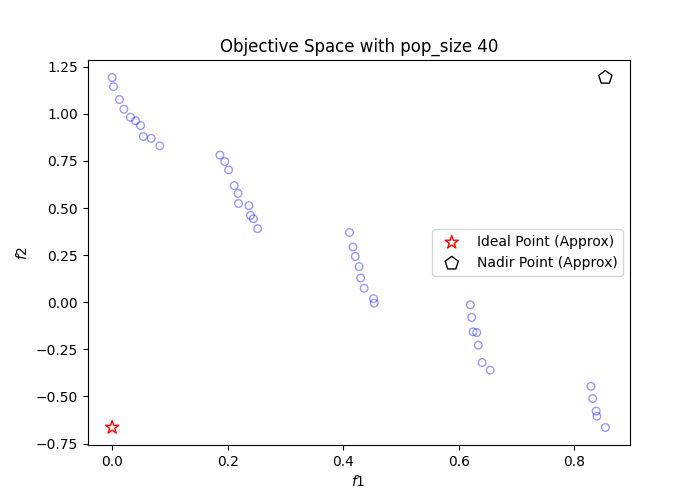 Objective Space with pop_size 40
1.25
1.00
0.75
0.50
0.25
0.00
−0.25
−0.50
−0.75
f2
Ideal Point (Approx)
Nadir Point (Approx)
0.0 0.2 0.4 0.6 0.8
f1